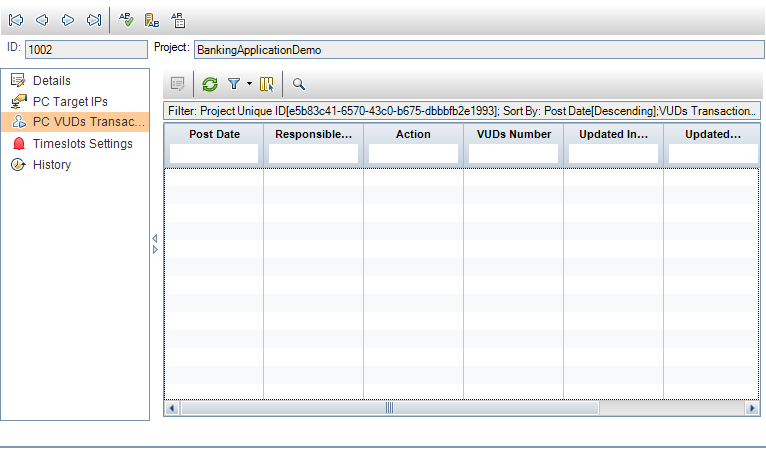 ID: 1002 Project: BankingApplicationDemo
Details
PC Target IPs
PC VUDs Transac...
Timeslots Settings
History
Filter: Project Unique ID[e5b83c41-6570-43c0-b675-dbbbfb2e1993]; Sort By: Post Date[Descending];VUDs Transaction...
Post Date Responsible... Action VUDs Number Updated In... Updated...